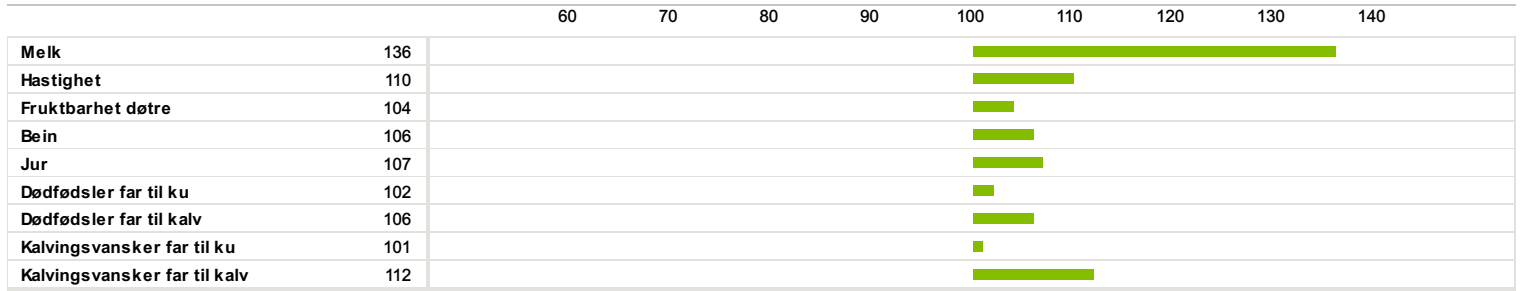 60 70 80 90 100 110 120 130 140
Melk 136
Hastighet 110
Fruktbarhet døtre 104
Bein 106
Jur 107
Dødfødsler far til ku 102
Dødfødsler far til kalv 106
Kalvingsvansker far til ku 101
Kalvingsvansker far til kalv 112